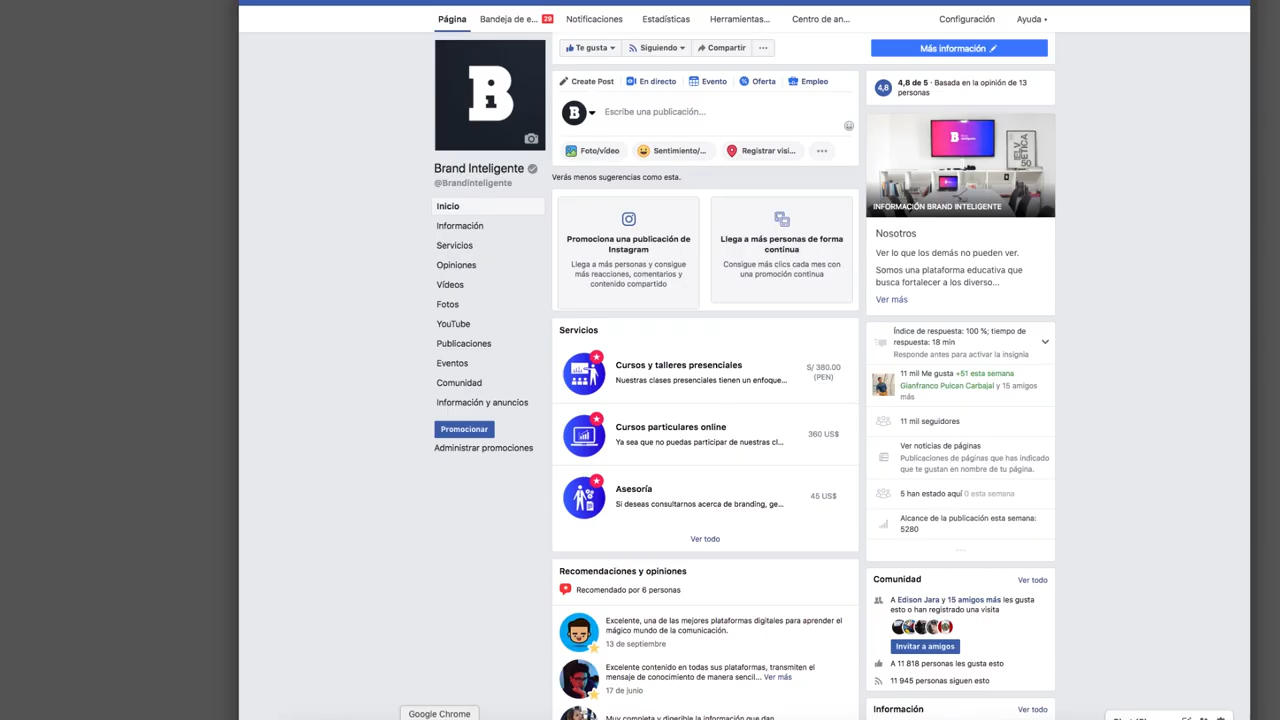 Página
Bandeja de e... 29
Notificaciones
Estadísticas
Herramientas...
Centro de an...
Configuración
Ayuda
Te gusta
Siguiendo
Compartir
Más información
B
Brand Inteligente
@Brandinteligente
Inicio
Información
Servicios
Opiniones
Vídeos
Fotos
YouTube
Publicaciones
Eventos
Comunidad
Información y anuncios
Promocionar
Administrar promociones
Create Post
En directo
Evento
Oferta
Empleo
Escribe una publicación...
Foto/vídeo
Sentimiento/...
Registrar visi...
Verás menos sugerencias como esta.
Promociona una publicación de
Instagram
Llega a más personas y consigue
más reacciones, comentarios y
contenido compartido
Llega a más personas de forma
continua
Consigue más clics cada mes con
una promoción continua
Servicios
Cursos y talleres presenciales
Nuestras clases presenciales tienen un enfoque...
S/ 380.00
(PEN)
Cursos particulares online
Ya sea que no puedas participar de nuestras cl...
360 US$
Asesoría
Si deseas consultarnos acerca de branding, ge...
45 US$
Ver todo
Recomendaciones y opiniones
Recomendado por 6 personas
Excelente, una de las mejores plataformas digitales para aprender el
mágico mundo de la comunicación.
13 de septiembre
Excelente contenido en todas sus plataformas, transmiten el
mensaje de conocimiento de manera sencil... Ver más
17 de junio
Muy completa y digerible la información que dan
4,8
4,8 de 5 · Basada en la opinión de 13
personas
INFORMACIÓN BRAND INTELIGENTE
Nosotros
Ver lo que los demás no pueden ver.
Somos una plataforma educativa que
busca fortalecer a los diverso...
Ver más
Índice de respuesta: 100 %; tiempo de
respuesta: 18 min
Responde antes para activar la insignia
11 mil Me gusta +51 esta semana
Gianfranco Puican Carbajal y 15 amigos
más
11 mil seguidores
Ver noticias de páginas
Publicaciones de páginas que has indicado
que te gustan en nombre de tu página.
5 han estado aquí 0 esta semana
Alcance de la publicación esta semana:
5280
Comunidad
Ver todo
A Edison Jara y 15 amigos más les gusta
esto o han registrado una visita
Invitar a amigos
A 11 818 personas les gusta esto
11 945 personas siguen esto
Información
Ver todo
Google Chrome